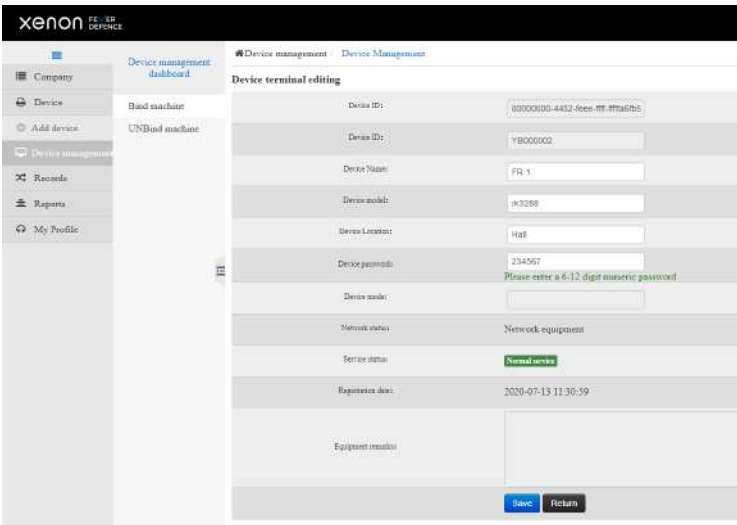 xenon FEVER DEFENCE
Device management Device Management
Device management dashboard
Company
Device terminal editing
Device
Bind machine
Device ID:
Add device
UNBind machine
Device ID:
YB000002
Device management
Device Name:
FR 1
Records
Device model:
rk3288
Reports
My Profile
Device Location:
Hall
Device password:
234567
Please enter a 6-12 digit numeric password
Device mode:
Network status:
Network equipment
Service status:
Normal service
Registration date:
2020-07-13 11:30:59
Equipment remarks:
Save
Return